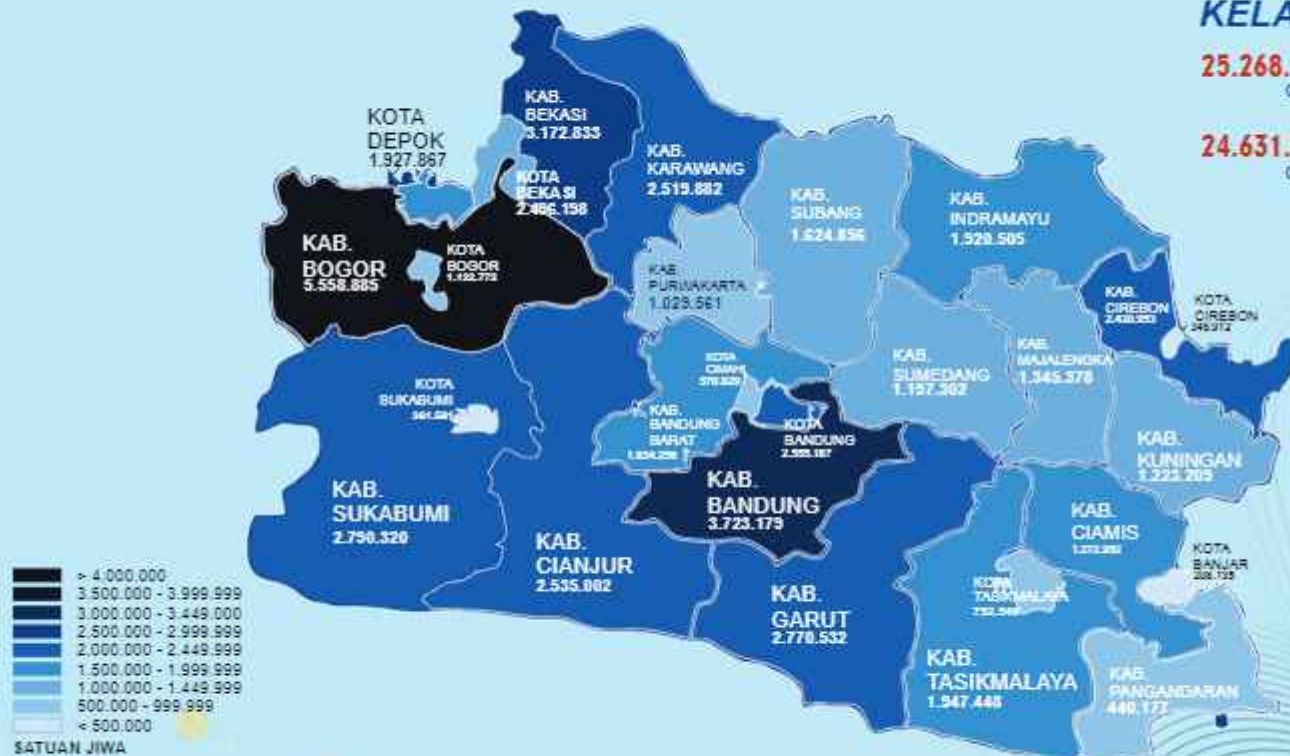 KELA
25.268.
24.631.
KOTA
DEPOK
1.927.867
KAB.
BEKASI
3.172.833
KOTA
BEKASI
KAB.
KARAWANG
2.519.882
KAB.
SUBANG
1.624.856
KAB.
INDRAMAYU
1.920.505
KAB.
BOGOR
5.558.885
KOTA
BOGOR
KAB.
PURWAKARTA
1.029.561
KAB.
CIREBON
KOTA
CIREBON
KOTA
CIMAHI
KAB.
SUMEDANG
1.157.302
KAB.
MAJALENGKA
1.345.378
KAB.
KUNINGAN
1.223.205
KOTA
SUKABUMI
KAB.
BANDUNG
BARAT
KOTA
BANDUNG
KAB.
SUKABUMI
2.790.320
KAB.
CIANJUR
2.535.002
KAB.
BANDUNG
3.723.179
KAB.
CIAMIS
KOTA
BANJAR
KOTA
TASIKMALAYA
KAB.
GARUT
2.770.532
KAB.
TASIKMALAYA
1.947.448
KAB.
PANGANDARAN
440.177
> 4.000.000
3.500.000 - 3.999.999
3.000.000 - 3.449.000
2.500.000 - 2.999.999
2.000.000 - 2.449.999
1.500.000 - 1.999.999
1.000.000 - 1.449.999
500.000 - 999.999
< 500.000
SATUAN JIWA